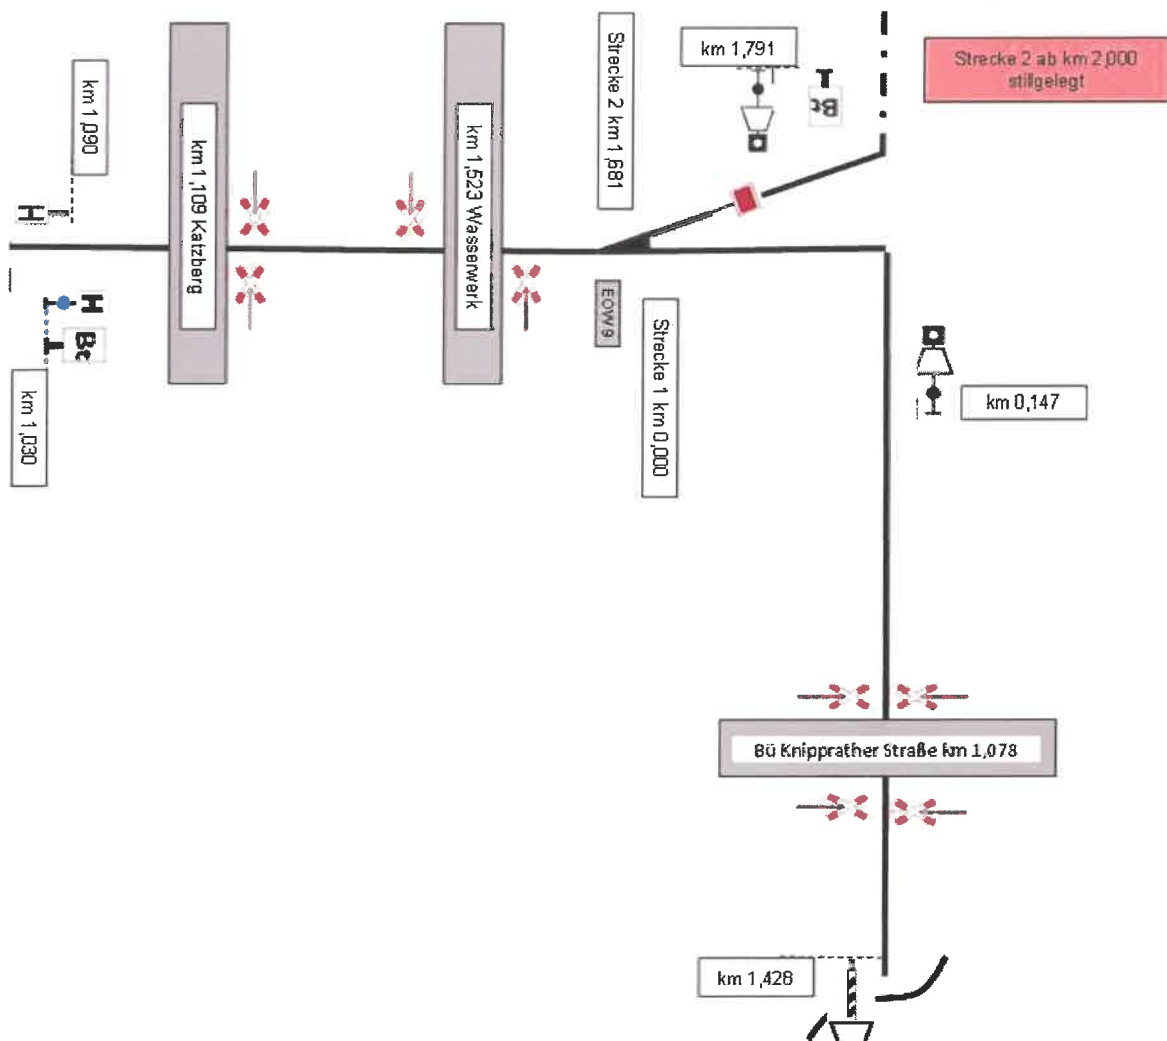 km 1,791
Strecke 2 ab km 2,000
stillgelegt
Strecke 2 km 1,681
km 1,090
km 1,109 Katzberg
km 1,523 Wasserwerk
Bt
H
H
Bt
EOW 9
Strecke 1 km 0,000
km 1,030
km 0,147
Bü Knipprather Straße km 1,078
km 1,428